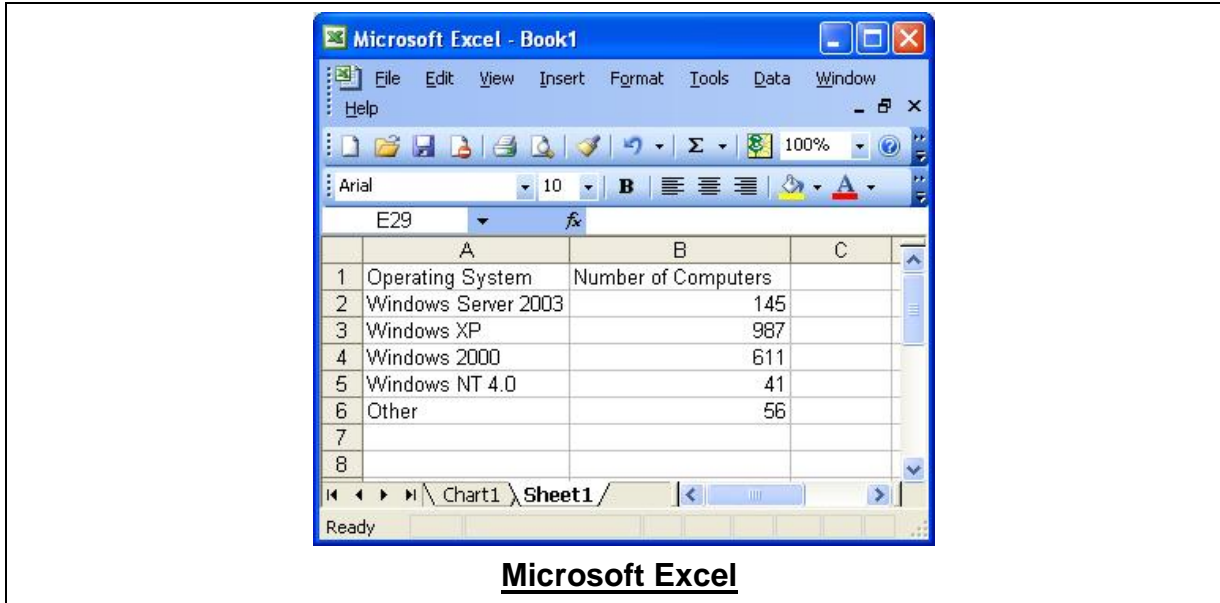 Microsoft Excel - Book1
File Edit View Insert Format Tools Data Window
Help
Σ 100%
Arial 10 B A
E29 fx
A B C
1 Operating System Number of Computers
2 Windows Server 2003 145
3 Windows XP 987
4 Windows 2000 611
5 Windows NT 4.0 41
6 Other 56
7
8
Chart1 Sheet1
Ready
Microsoft Excel